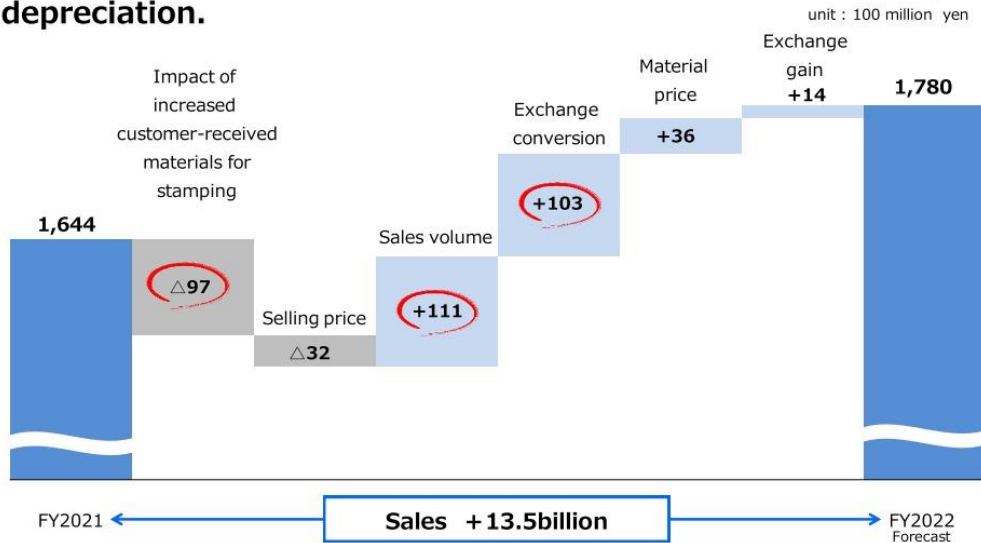 depreciation.
unit : 100 million yen
Impact of
increased
customer-received
materials for
stamping
Exchange
conversion
Material
price
Exchange
gain
+14
1,780
+36
+103
1,644
Sales volume
△97
+111
Selling price
△32
FY2021
Sales +13.5billion
FY2022
Forecast